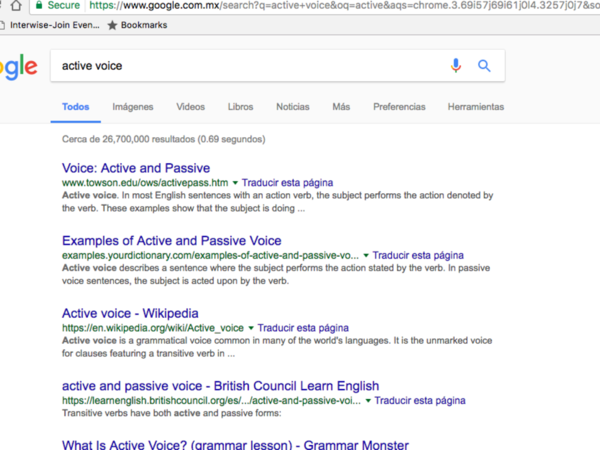 Secure https://www.google.com.mx/search?q=active+voice&oq=active&aqs=chrome.3.69i57j69i61j0l4.3257j0j7&so
Interwise-Join Even... Bookmarks
ogle active voice
Todos Imágenes Videos Libros Noticias Más Preferencias Herramientas
Cerca de 26,700,000 resultados (0.69 segundos)
Voice: Active and Passive
www.towson.edu/ows/activepass.htm Traducir esta página
Active voice. In most English sentences with an action verb, the subject performs the action denoted by
the verb. These examples show that the subject is doing ...
Examples of Active and Passive Voice
examples.yourdictionary.com/examples-of-active-and-passive-vo... Traducir esta página
Active voice describes a sentence where the subject performs the action stated by the verb. In passive
voice sentences, the subject is acted upon by the verb.
Active voice - Wikipedia
https://en.wikipedia.org/wiki/Active_voice Traducir esta página
Active voice is a grammatical voice common in many of the world's languages. It is the unmarked voice
for clauses featuring a transitive verb in ...
active and passive voice - British Council Learn English
https://learnenglish.britishcouncil.org/es/.../active-and-passive-voi... Traducir esta página
Transitive verbs have both active and passive forms:
What Is Active Voice? (grammar lesson) - Grammar Monster